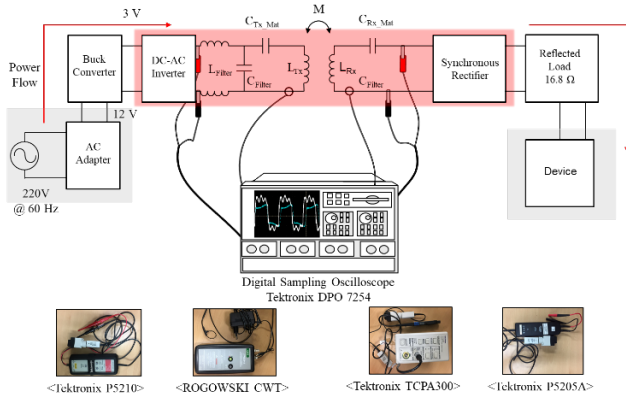 3 V
C_Tx_Mat
M
C_Rx_Mat
Power
Flow
Buck
Converter
DC-AC
Inverter
L_Filter
C_Filter
L_Tx
L_Rx
C_Filter
Synchronous
Rectifier
Reflected
Load
16.8 Ω
12 V
AC
Adapter
Device
220V
@ 60 Hz
Digital Sampling Oscilloscope
Tektronix DPO 7254
<Tektronix P5210>
<ROGOWSKI CWT>
<Tektronix TCPA300>
<Tektronix P5205A>